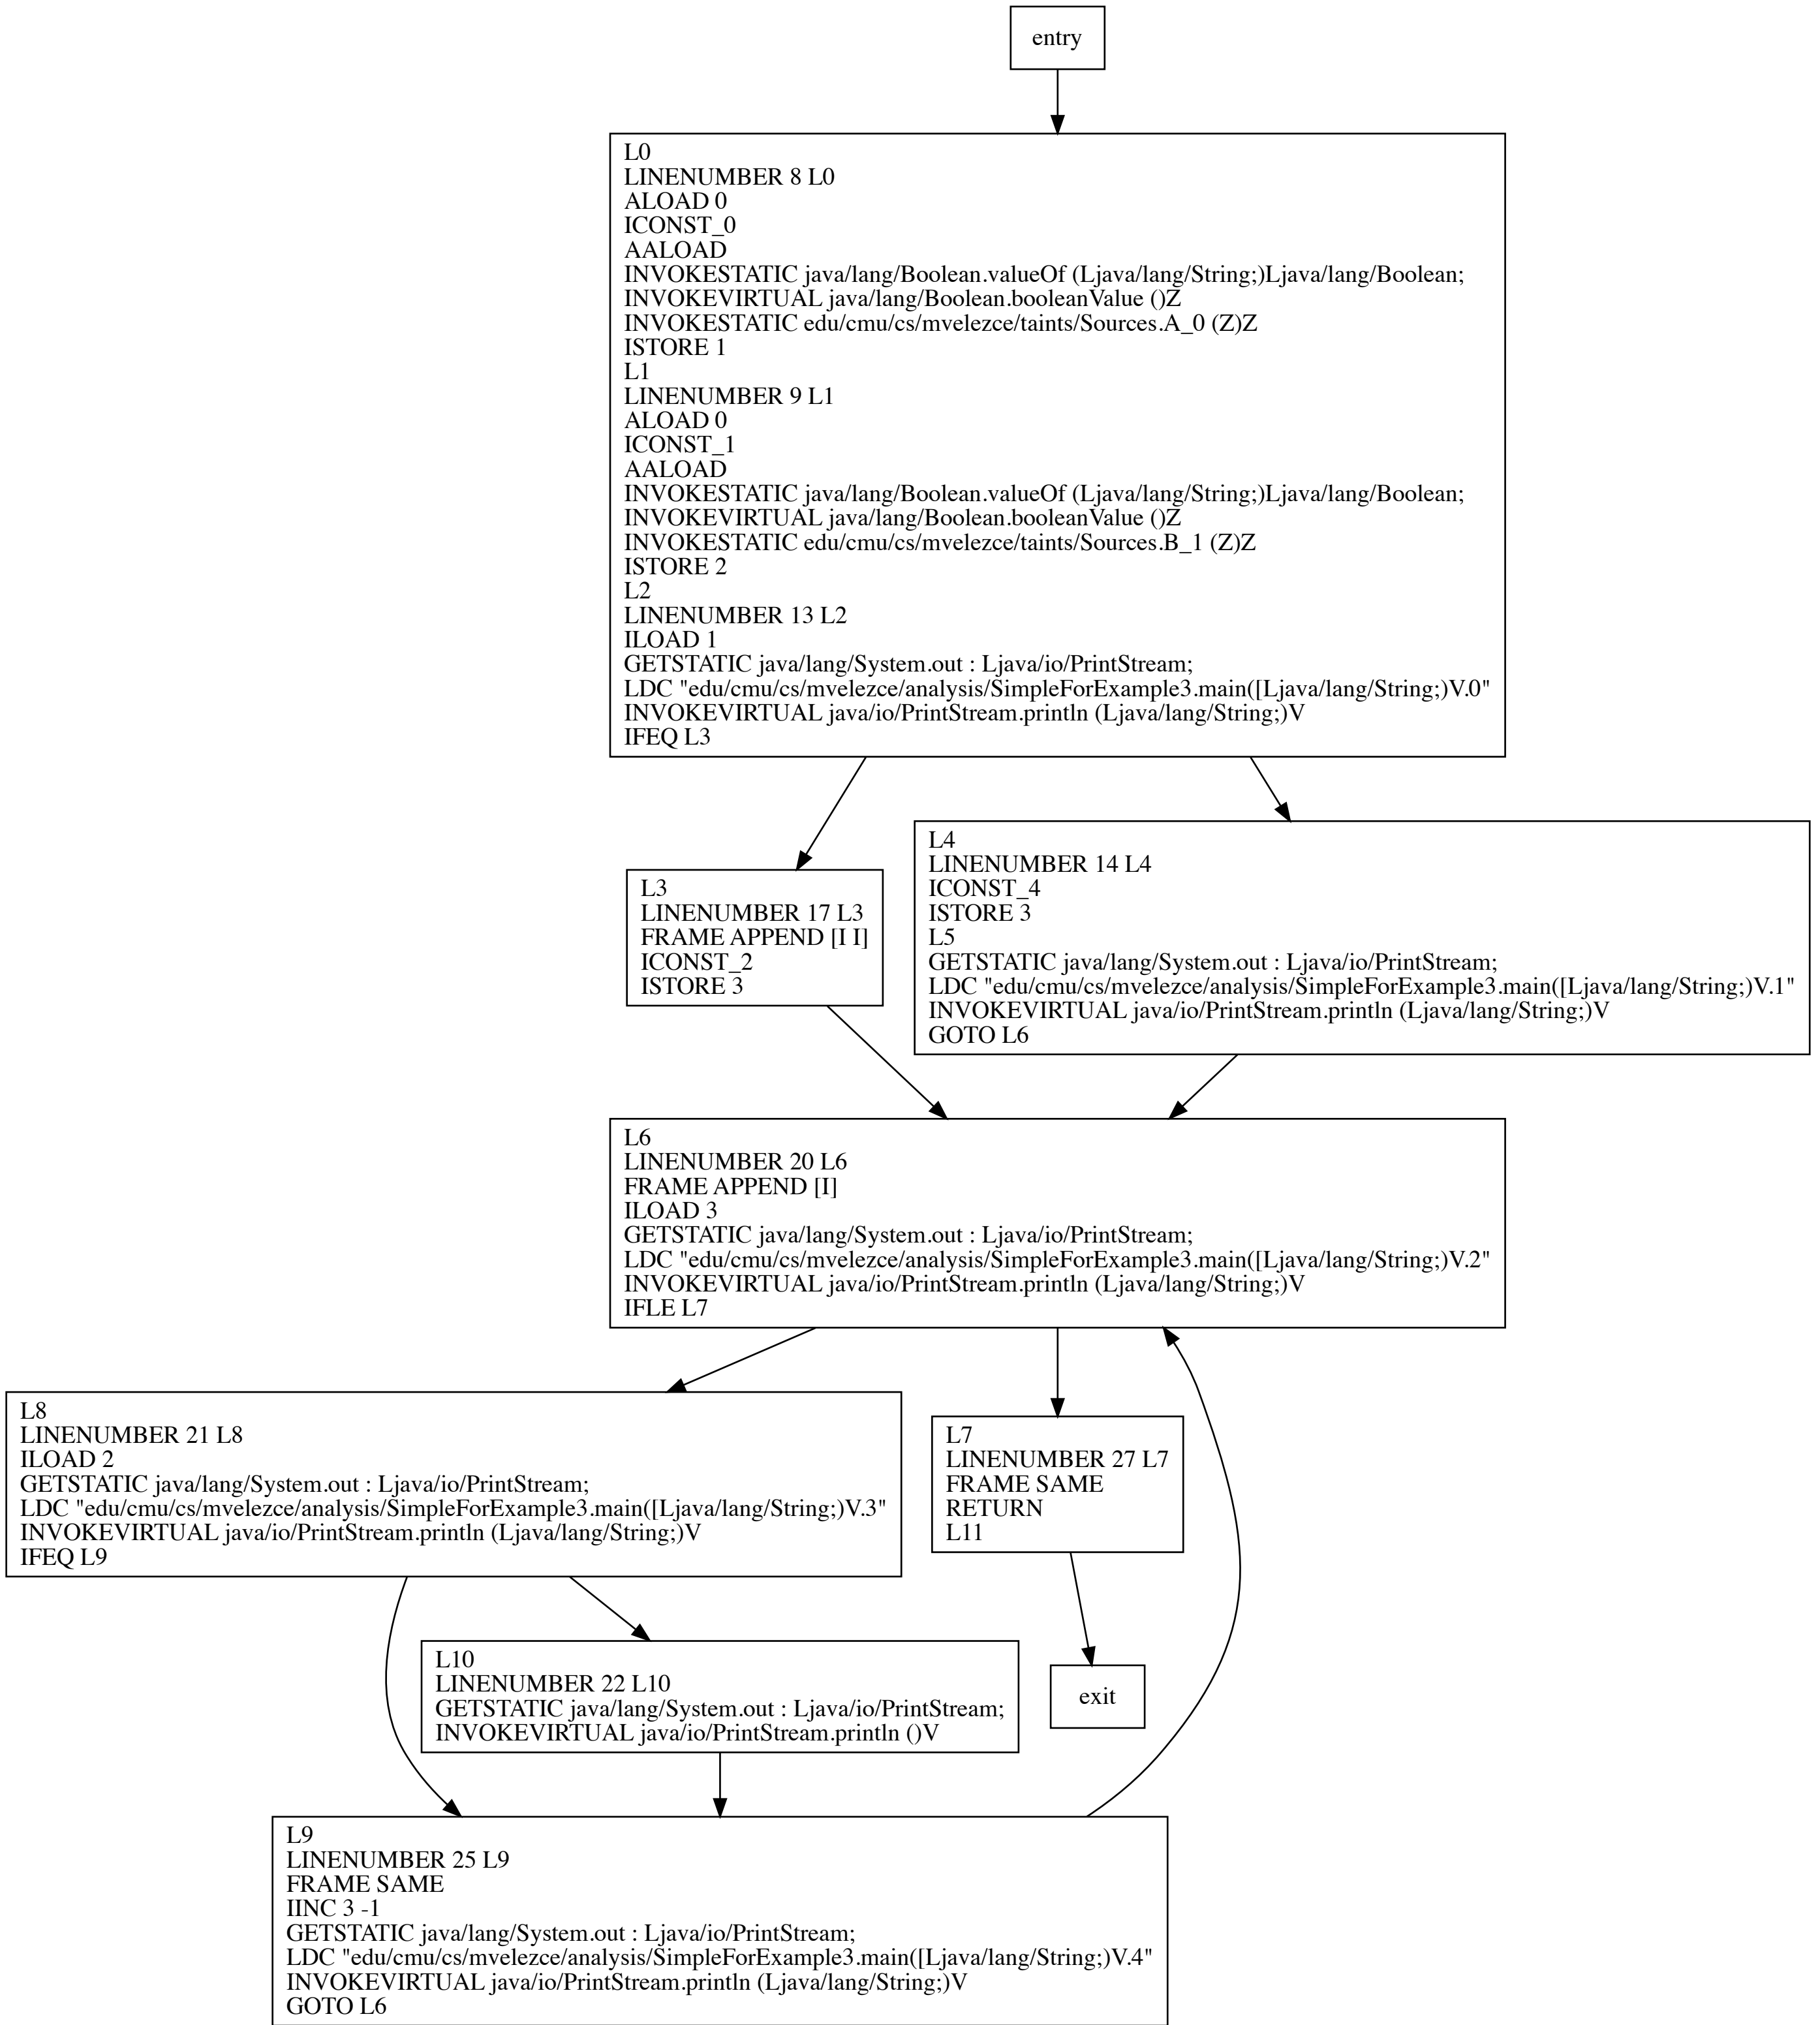 entry
L0
LINENUMBER 8 L0
ALOAD 0
ICONST_0
AALOAD
INVOKESTATIC java/lang/Boolean.valueOf (Ljava/lang/String;)Ljava/lang/Boolean;
INVOKEVIRTUAL java/lang/Boolean.booleanValue ()Z
INVOKESTATIC edu/cmu/cs/mvelezce/taints/Sources.A_0 (Z)Z
ISTORE 1
L1
LINENUMBER 9 L1
ALOAD 0
ICONST_1
AALOAD
INVOKESTATIC java/lang/Boolean.valueOf (Ljava/lang/String;)Ljava/lang/Boolean;
INVOKEVIRTUAL java/lang/Boolean.booleanValue ()Z
INVOKESTATIC edu/cmu/cs/mvelezce/taints/Sources.B_1 (Z)Z
ISTORE 2
L2
LINENUMBER 13 L2
ILOAD 1
GETSTATIC java/lang/System.out : Ljava/io/PrintStream;
LDC "edu/cmu/cs/mvelezce/analysis/SimpleForExample3.main([Ljava/lang/String;)V.0"
INVOKEVIRTUAL java/io/PrintStream.println (Ljava/lang/String;)V
IFEQ L3
L3
LINENUMBER 17 L3
FRAME APPEND [I I]
ICONST_2
ISTORE 3
L4
LINENUMBER 14 L4
ICONST_4
ISTORE 3
L5
GETSTATIC java/lang/System.out : Ljava/io/PrintStream;
LDC "edu/cmu/cs/mvelezce/analysis/SimpleForExample3.main([Ljava/lang/String;)V.1"
INVOKEVIRTUAL java/io/PrintStream.println (Ljava/lang/String;)V
GOTO L6
L6
LINENUMBER 20 L6
FRAME APPEND [I]
ILOAD 3
GETSTATIC java/lang/System.out : Ljava/io/PrintStream;
LDC "edu/cmu/cs/mvelezce/analysis/SimpleForExample3.main([Ljava/lang/String;)V.2"
INVOKEVIRTUAL java/io/PrintStream.println (Ljava/lang/String;)V
IFLE L7
L8
LINENUMBER 21 L8
ILOAD 2
GETSTATIC java/lang/System.out : Ljava/io/PrintStream;
LDC "edu/cmu/cs/mvelezce/analysis/SimpleForExample3.main([Ljava/lang/String;)V.3"
INVOKEVIRTUAL java/io/PrintStream.println (Ljava/lang/String;)V
IFEQ L9
L7
LINENUMBER 27 L7
FRAME SAME
RETURN
L11
L10
LINENUMBER 22 L10
GETSTATIC java/lang/System.out : Ljava/io/PrintStream;
INVOKEVIRTUAL java/io/PrintStream.println ()V
exit
L9
LINENUMBER 25 L9
FRAME SAME
IINC 3 -1
GETSTATIC java/lang/System.out : Ljava/io/PrintStream;
LDC "edu/cmu/cs/mvelezce/analysis/SimpleForExample3.main([Ljava/lang/String;)V.4"
INVOKEVIRTUAL java/io/PrintStream.println (Ljava/lang/String;)V
GOTO L6